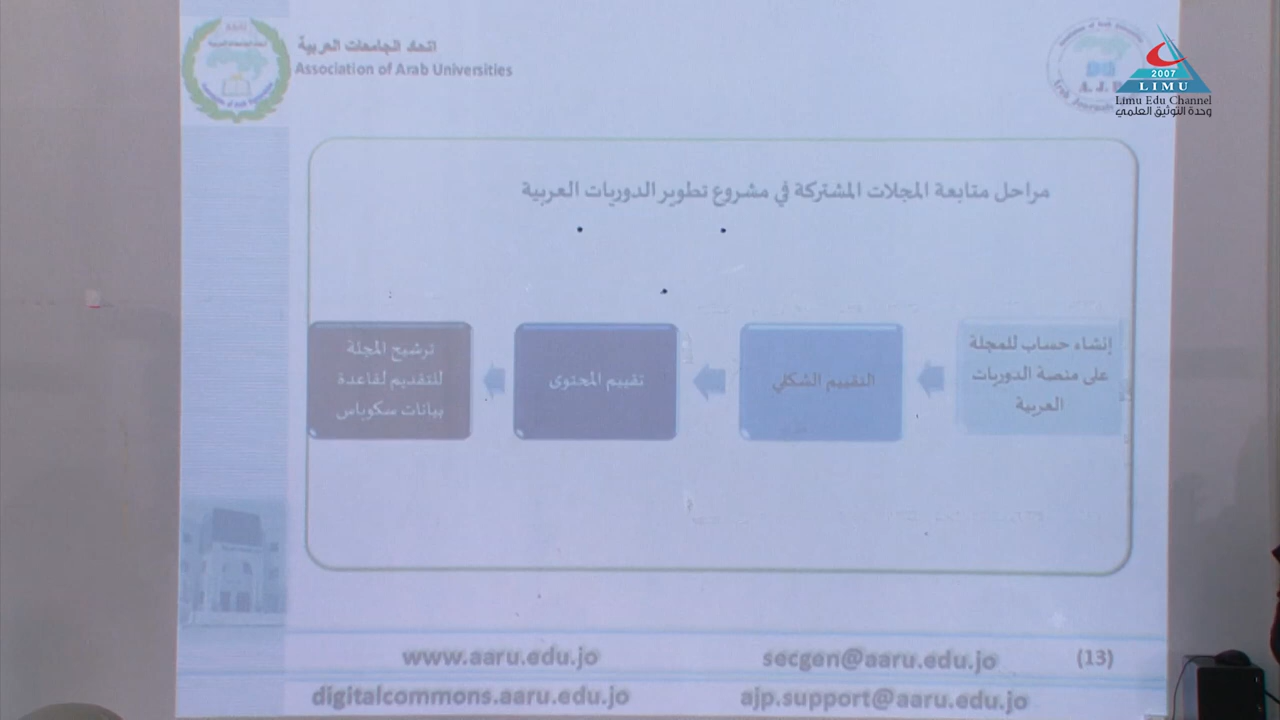 اتحاد الجامعات العربية
Association of Arab Universities
2007
LIMU
Limu Edu Channel
وحدة التوثيق العلمي
مراحل متابعة المجلات المشتركة في مشروع تطوير الدوريات العربية
إنشاء حساب للمجلة
على منصة الدوريات
العربية
التقييم الشكلي
تقييم المحتوى
ترشيح المجلة
للتقديم لقاعدة
بيانات سكوباس
www.aaru.edu.jo
secgen@aaru.edu.jo
(13)
digitalcommons.aaru.edu.jo
ajp.support@aaru.edu.jo